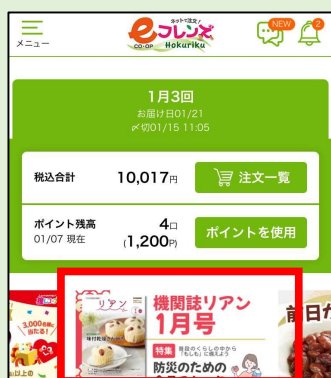 メニュー
ネットで注文!
eフレンズ
CO・OP Hokuriku
NEW
2
1月3回
お届け日01/21
〆切01/15 11:05
税込合計 10,017円 注文一覧
ポイント残高 4口 ポイントを使用
01/07 現在 (1,200P)
3,000名様に
当たる!
リアン
機関誌リアン
1月号
特集 毎日のくらしの中から
「もしも」に備えよう
防災のための